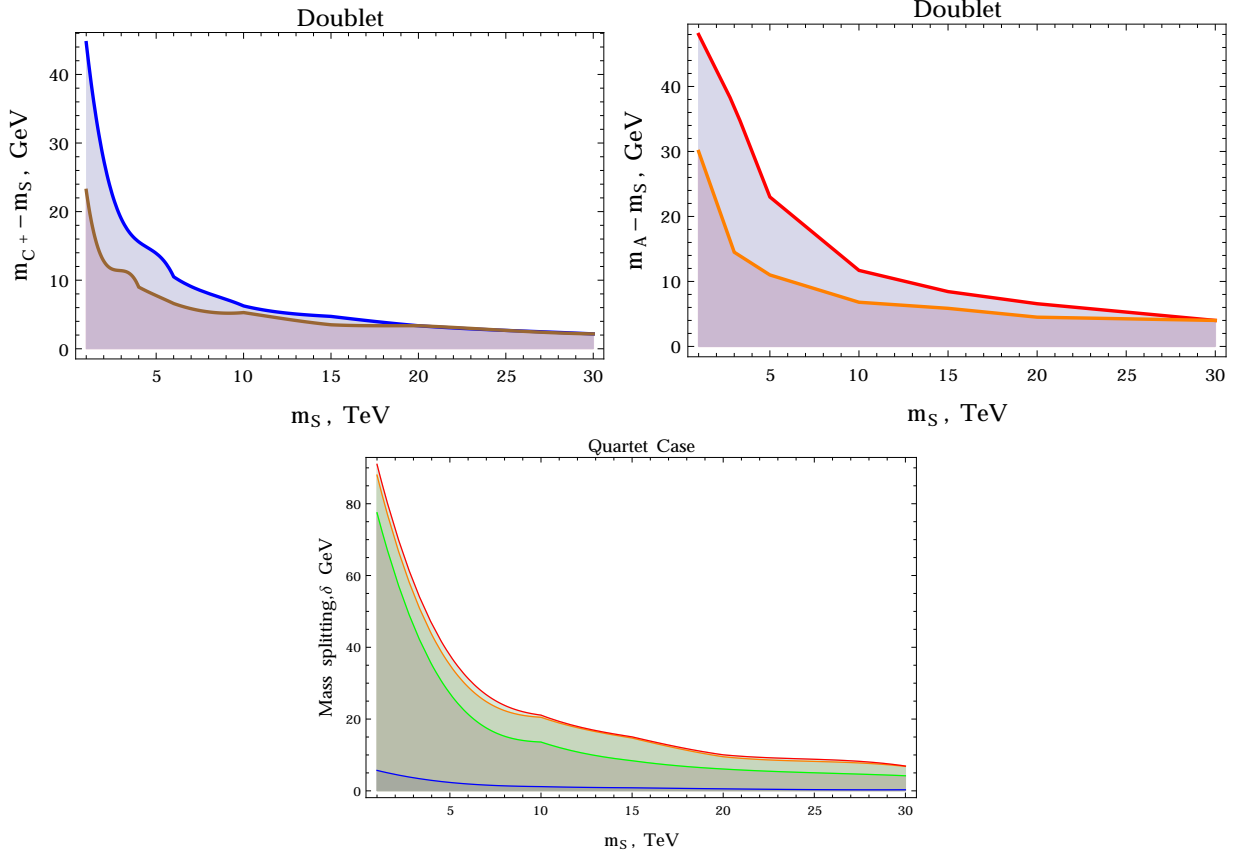 Doublet
m_C+ − m_S , GeV
40
30
20
10
0
5 10 15 20 25 30
m_S , TeV
Doublet
m_A − m_S , GeV
40
30
20
10
0
5 10 15 20 25 30
m_S , TeV
Quartet Case
Mass splitting,δ GeV
80
60
40
20
0
5 10 15 20 25 30
m_S , TeV